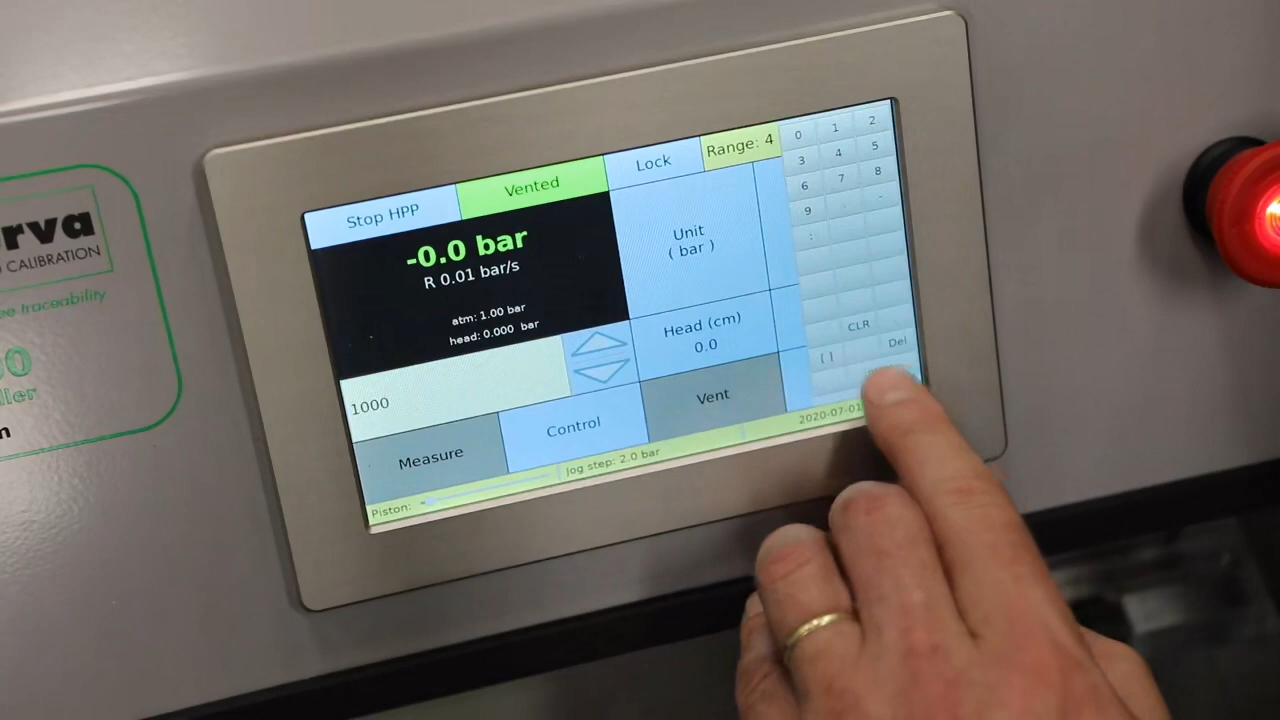 rva
CALIBRATION
ee traceability
ller
Stop HPP
Vented
Lock
Range: 4
-0.0 bar
R 0.01 bar/s
atm: 1.00 bar
head: 0.000 bar
Unit
( bar )
Head (cm)
0.0
1000
Measure
Control
Vent
Piston:
Jog step: 2.0 bar
2020-07-01
0 1 2
3 4 5
6 7 8
9 . -
:
CLR
[ ] Del